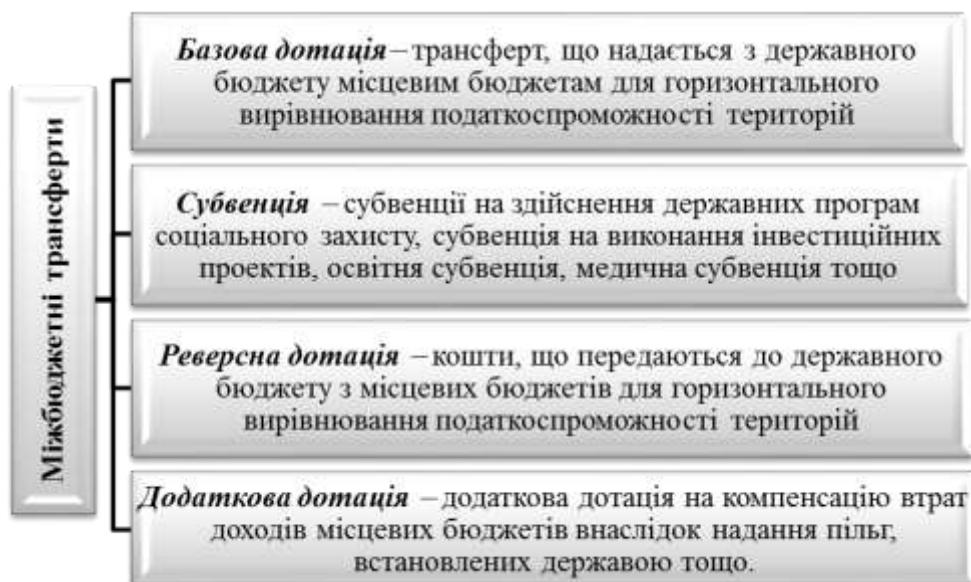 Міжбюджетні трансферти
Базова дотація – трансферт, що надається з державного
бюджету місцевим бюджетам для горизонтального
вирівнювання податкоспроможності територій
Субвенція – субвенції на здійснення державних програм
соціального захисту, субвенція на виконання інвестиційних
проектів, освітня субвенція, медична субвенція тощо
Реверсна дотація – кошти, що передаються до державного
бюджету з місцевих бюджетів для горизонтального
вирівнювання податкоспроможності територій
Додаткова дотація – додаткова дотація на компенсацію втрат
доходів місцевих бюджетів внаслідок надання пільг,
встановлених державою тощо.